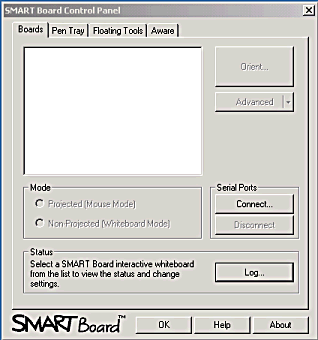 SMART Board Control Panel
Boards Pen Tray Floating Tools Aware
Orient...
Advanced
Mode
Projected (Mouse Mode)
Non-Projected (Whiteboard Mode)
Serial Ports
Connect...
Disconnect
Status
Select a SMART Board interactive whiteboard
from the list to view the status and change
settings.
Log...
SMART Board™
OK Help About